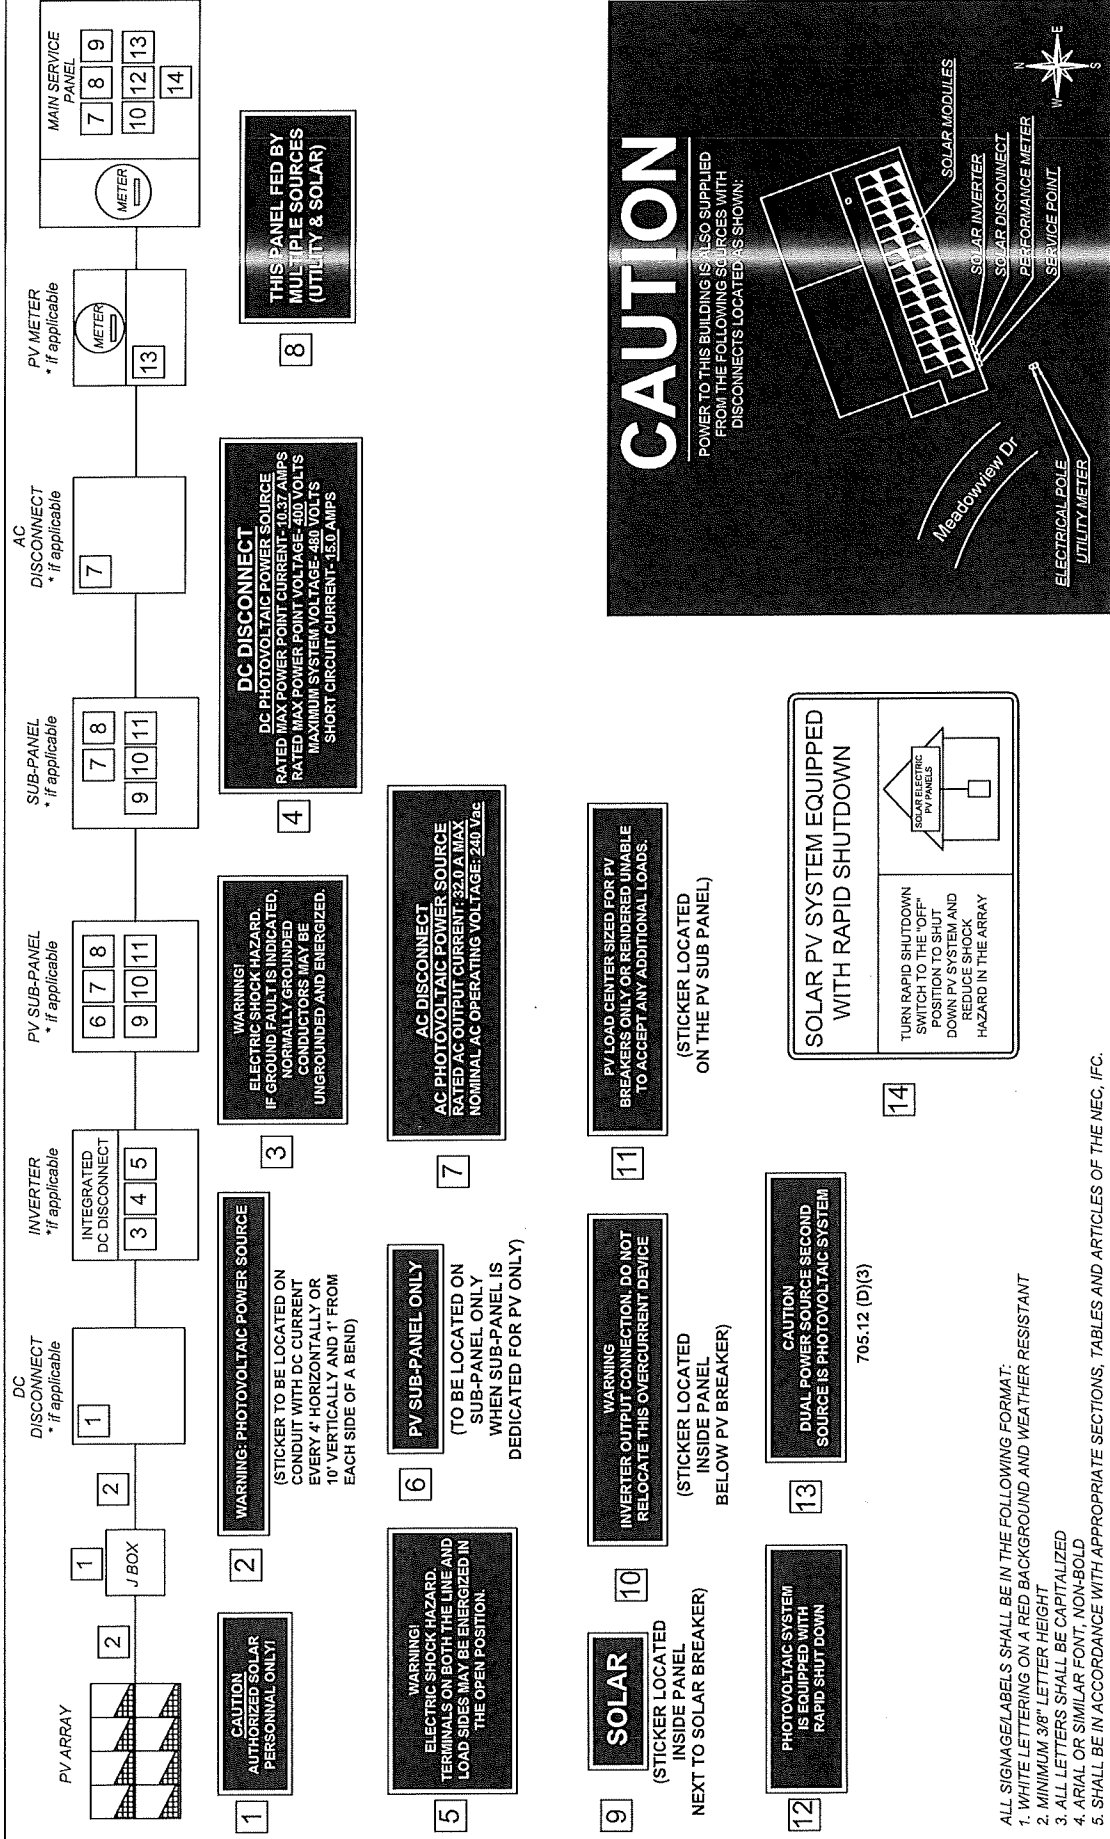 PV ARRAY
2
1
J BOX
2
DC
DISCONNECT
* if applicable
1
INVERTER
*if applicable
INTEGRATED
DC DISCONNECT
3 4 5
PV SUB-PANEL
* if applicable
6 7 8
9 10 11
SUB-PANEL
* if applicable
7 8
9 10 11
AC
DISCONNECT
* if applicable
7
PV METER
* if applicable
METER
13
METER
MAIN SERVICE
PANEL
7 8 9
10 12 13
14
1
CAUTION
AUTHORIZED SOLAR
PERSONNAL ONLY!
2
WARNING: PHOTOVOLTAIC POWER SOURCE
(STICKER TO BE LOCATED ON
CONDUIT WITH DC CURRENT
EVERY 4' HORIZONTALLY OR
10' VERTICALLY AND 1' FROM
EACH SIDE OF A BEND)
3
WARNING!
ELECTRIC SHOCK HAZARD.
IF GROUND FAULT IS INDICATED,
NORMALLY GROUNDED
CONDUCTORS MAY BE
UNGROUNDED AND ENERGIZED.
4
DC DISCONNECT
DC PHOTOVOLTAIC POWER SOURCE
RATED MAX POWER POINT CURRENT- 10.37 AMPS
RATED MAX POWER POINT VOLTAGE- 400 VOLTS
MAXIMUM SYSTEM VOLTAGE- 480 VOLTS
SHORT CIRCUIT CURRENT- 15.0 AMPS
8
THIS PANEL FED BY
MULTIPLE SOURCES
(UTILITY & SOLAR)
5
WARNING!
ELECTRIC SHOCK HAZARD.
TERMINALS ON BOTH THE LINE AND
LOAD SIDES MAY BE ENERGIZED IN
THE OPEN POSITION.
6
PV SUB-PANEL ONLY
(TO BE LOCATED ON
SUB-PANEL ONLY
WHEN SUB-PANEL IS
DEDICATED FOR PV ONLY)
7
AC DISCONNECT
AC PHOTOVOLTAIC POWER SOURCE
RATED AC OUTPUT CURRENT: 32.0 A MAX
NOMINAL AC OPERATING VOLTAGE: 240 Vac
9
SOLAR
(STICKER LOCATED
INSIDE PANEL
NEXT TO SOLAR BREAKER)
10
WARNING
INVERTER OUTPUT CONNECTION. DO NOT
RELOCATE THIS OVERCURRENT DEVICE
(STICKER LOCATED
INSIDE PANEL
BELOW PV BREAKER)
11
PV LOAD CENTER SIZED FOR PV
BREAKERS ONLY OR RENDERED UNABLE
TO ACCEPT ANY ADDITIONAL LOADS.
(STICKER LOCATED
ON THE PV SUB PANEL)
12
PHOTOVOLTAIC SYSTEM
IS EQUIPPED WITH
RAPID SHUT DOWN
13
CAUTION
DUAL POWER SOURCE SECOND
SOURCE IS PHOTOVOLTAIC SYSTEM
705.12 (D)(3)
14
SOLAR PV SYSTEM EQUIPPED
WITH RAPID SHUTDOWN
TURN RAPID SHUTDOWN
SWITCH TO THE "OFF"
POSITION TO SHUT
DOWN PV SYSTEM AND
REDUCE SHOCK
HAZARD IN THE ARRAY
SOLAR ELECTRIC
PV PANELS
CAUTION
POWER TO THIS BUILDING IS ALSO SUPPLIED
FROM THE FOLLOWING SOURCES WITH
DISCONNECTS LOCATED AS SHOWN:
Meadowview Dr
SOLAR MODULES
SOLAR INVERTER
SOLAR DISCONNECT
PERFORMANCE METER
SERVICE POINT
ELECTRICAL POLE
UTILITY METER
N
W
E
S
ALL SIGNAGE/LABELS SHALL BE IN THE FOLLOWING FORMAT:
1. WHITE LETTERING ON A RED BACKGROUND AND WEATHER RESISTANT
2. MINIMUM 3/8" LETTER HEIGHT
3. ALL LETTERS SHALL BE CAPITALIZED
4. ARIAL OR SIMILAR FONT, NON-BOLD
5. SHALL BE IN ACCORDANCE WITH APPROPRIATE SECTIONS, TABLES AND ARTICLES OF THE NEC, IFC.